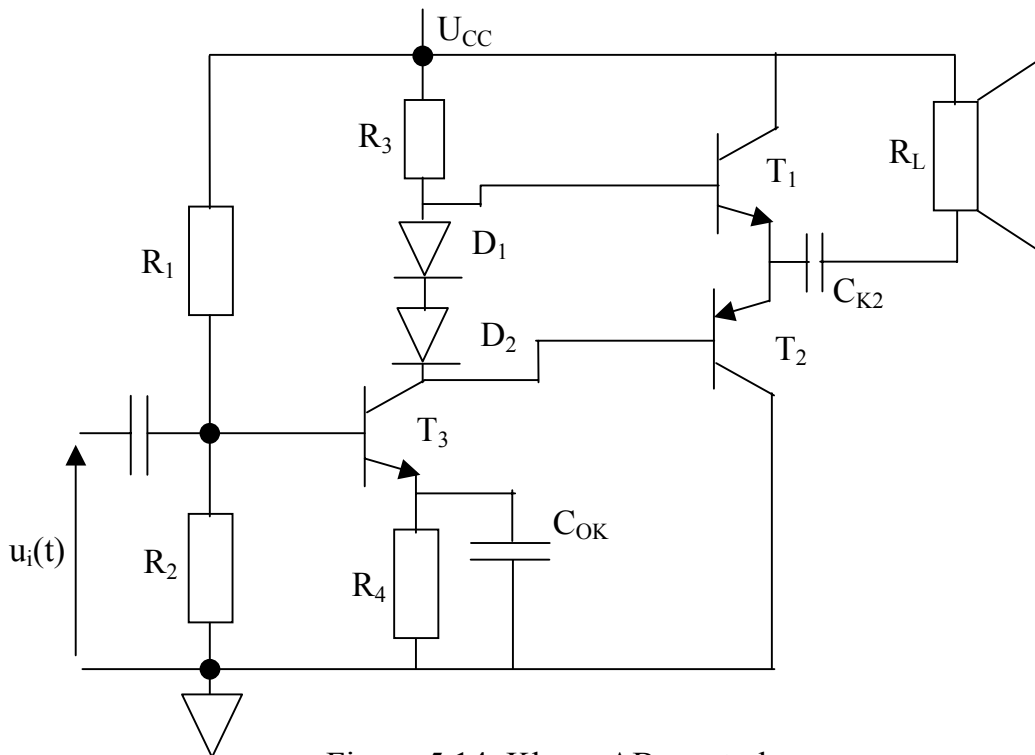 U_CC
R_3
T_1
R_L
R_1
D_1
C_K2
D_2
T_2
T_3
u_i(t)
R_2
R_4
C_OK